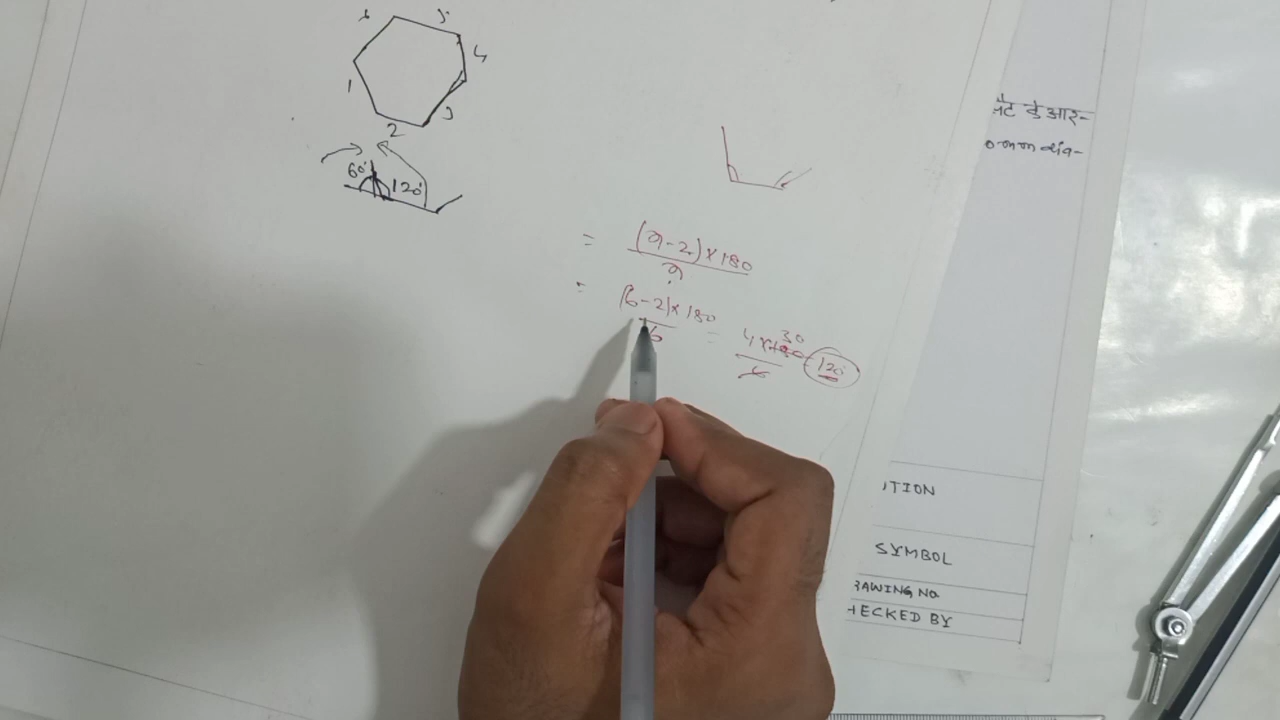 6 5
4
1
3
2
60° 120°
= (n-2)×180
n
= (6-2)×180
6
= 4×180 30 120°
6
ITION
SYMBOL
RAWING NO
HECKED BY